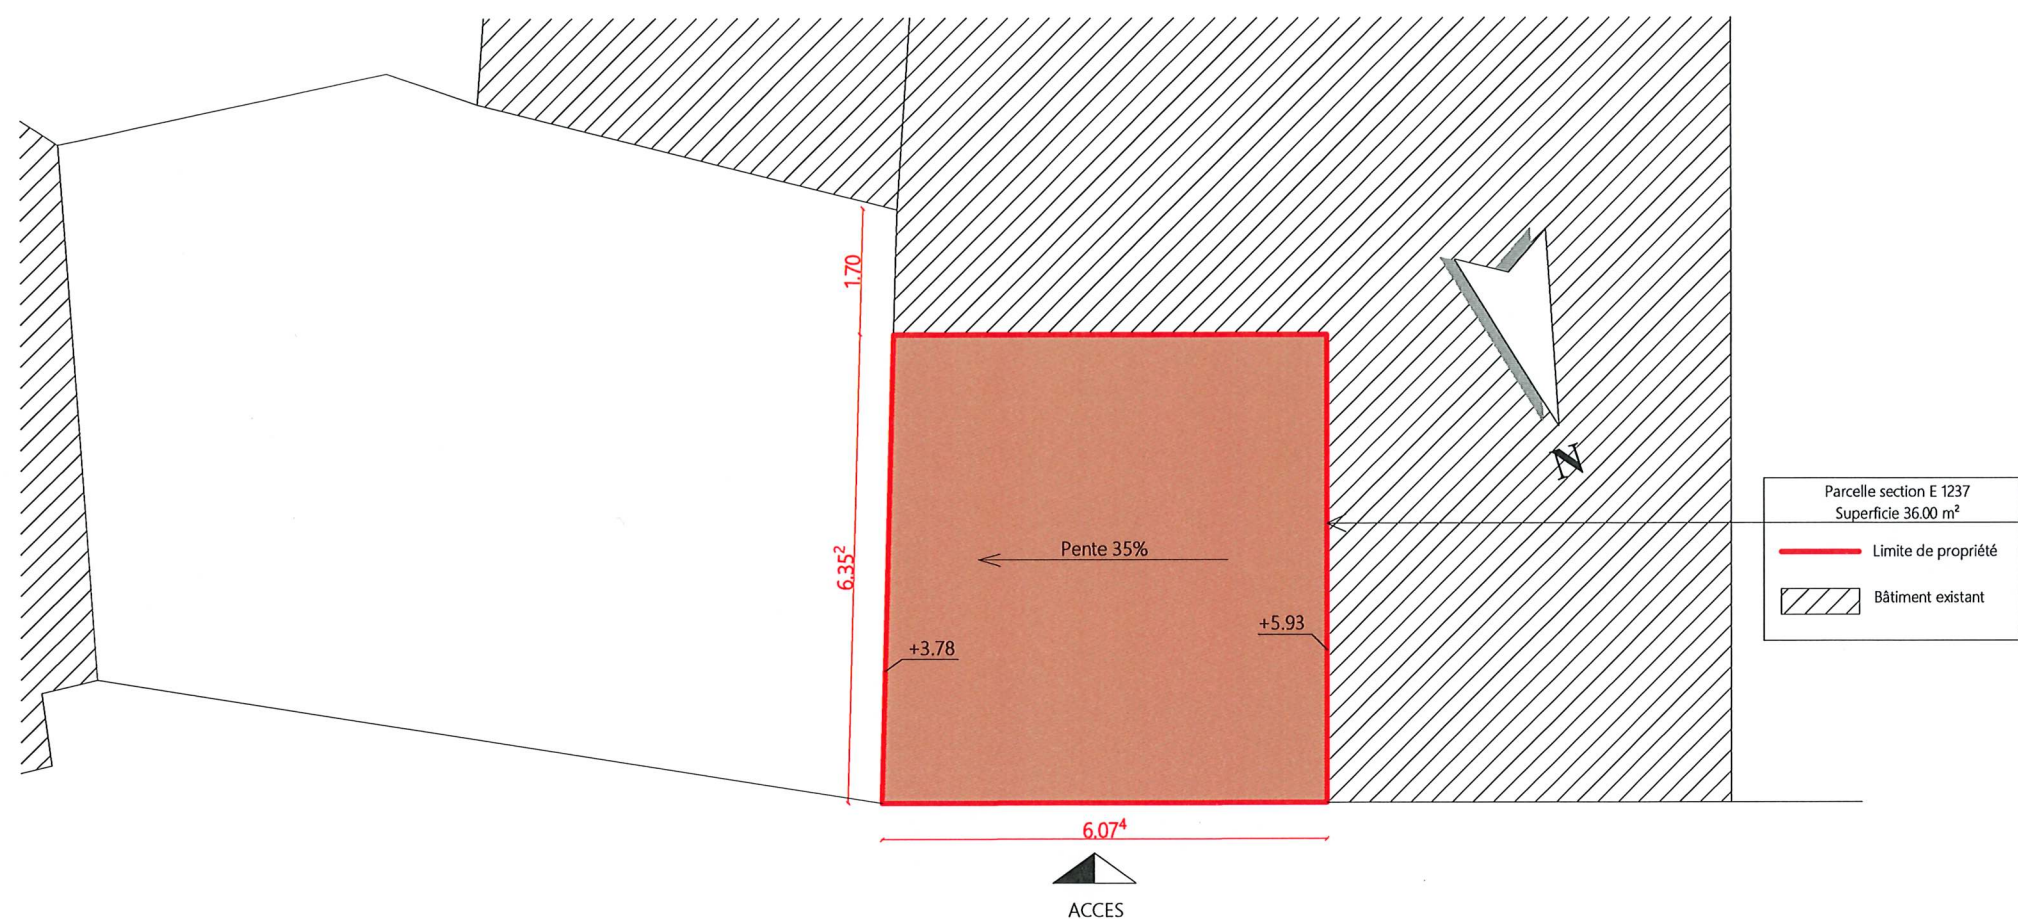 1.70
N
Parcelle section E 1237
Superficie 36.00 m²
Limite de propriété
Pente 35%
6.35²
Bâtiment existant
+5.93
+3.78
6.07⁴
ACCES